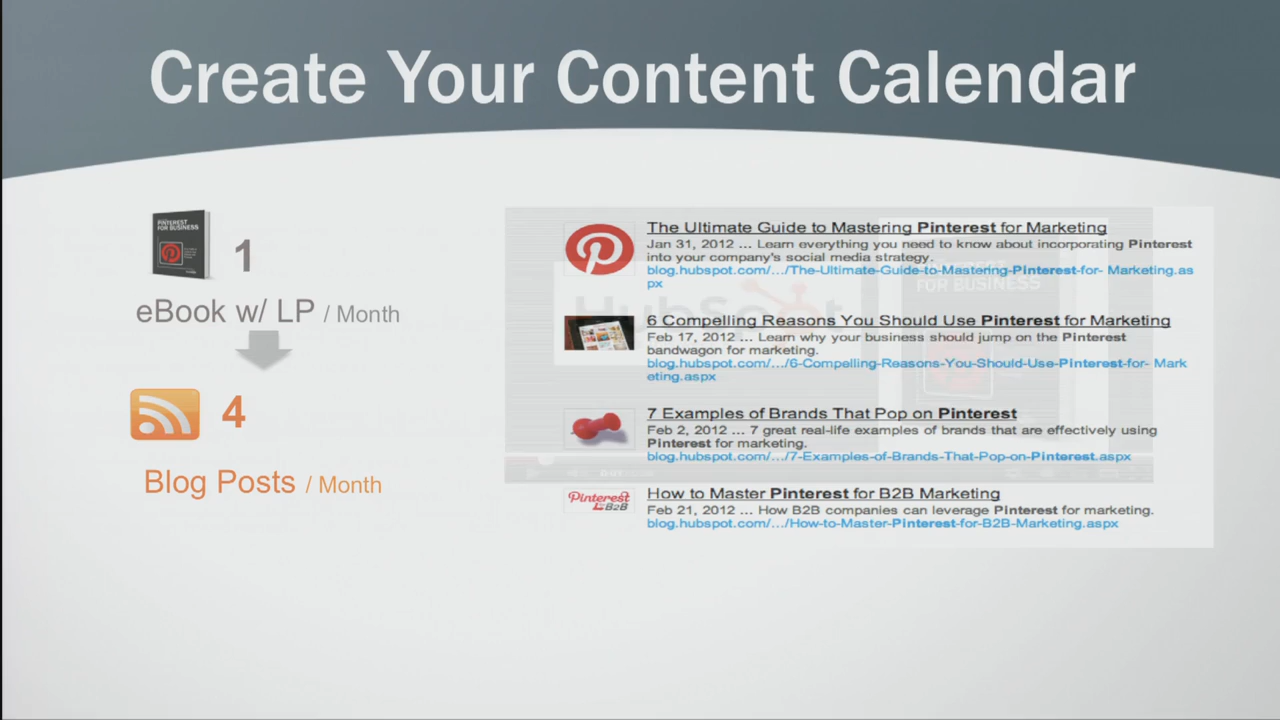 Create Your Content Calendar
PINTEREST
FOR BUSINESS
1
eBook w/ LP / Month
4
Blog Posts / Month
The Ultimate Guide to Mastering Pinterest for Marketing
Jan 31, 2012 ... Learn everything you need to know about incorporating Pinterest
into your company's social media strategy.
blog.hubspot.com/.../The-Ultimate-Guide-to-Mastering-Pinterest-for- Marketing.as
px
HubSpot
FOR BUSINESS
6 Compelling Reasons You Should Use Pinterest for Marketing
Feb 17, 2012 ... Learn why your business should jump on the Pinterest
bandwagon for marketing.
blog.hubspot.com/.../6-Compelling-Reasons-You-Should-Use-Pinterest-for- Mark
eting.aspx
7 Examples of Brands That Pop on Pinterest
Feb 2, 2012 ... 7 great real-life examples of brands that are effectively using
Pinterest for marketing.
blog.hubspot.com/.../7-Examples-of-Brands-That-Pop-on-Pinterest.aspx
Pinterest
for B2B
How to Master Pinterest for B2B Marketing
Feb 21, 2012 ... How B2B companies can leverage Pinterest for marketing.
blog.hubspot.com/.../How-to-Master-Pinterest-for-B2B-Marketing.aspx